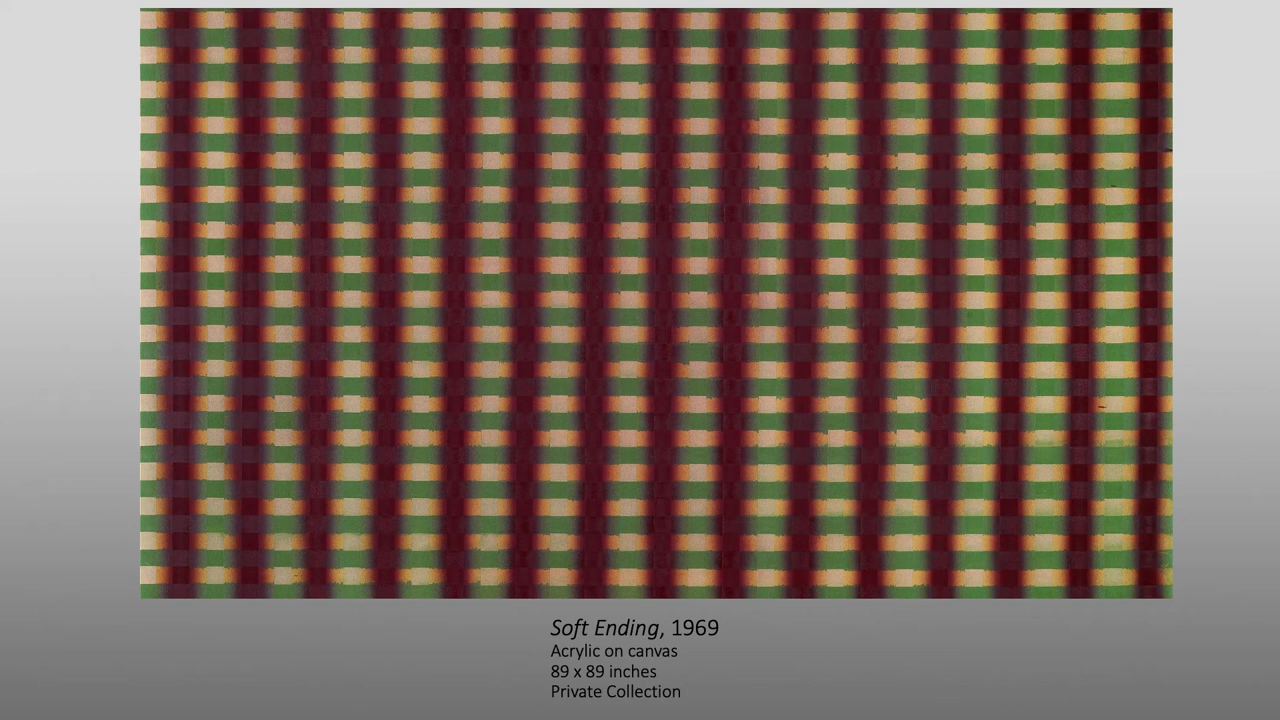 Soft Ending, 1969
Acrylic on canvas
89 x 89 inches
Private Collection